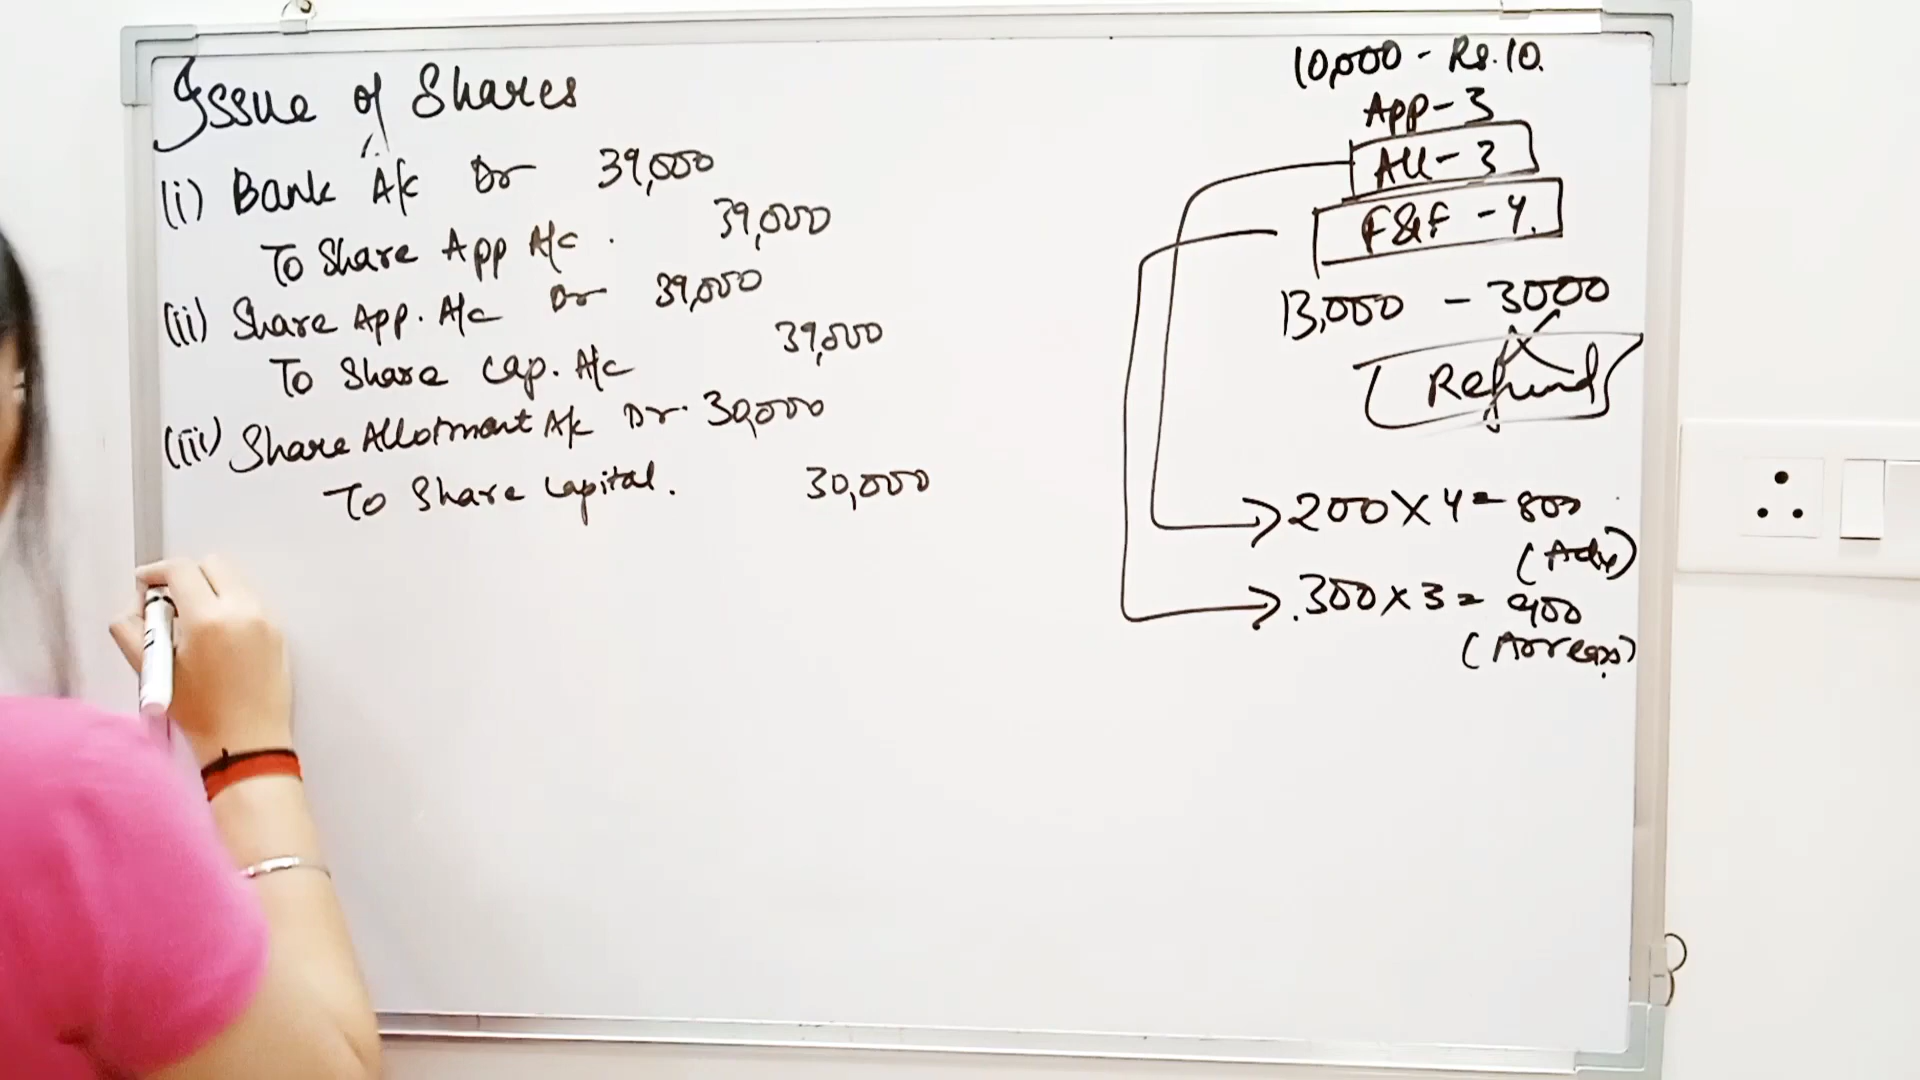 Issue of Shares
(i) Bank A/c Dr 39,000
To Share App A/c. 39,000
(ii) Share App. A/c Dr 39,000
To Share Cap. A/c 39,000
(iii) Share Allotment A/c Dr. 30,000
To Share Capital. 30,000
10,000 - Rs.10.
App - 3
All - 3
F&F - 4.
13,000 - 3000
Refund
200 X 4 = 800
(Adv)
.300 X 3 = 900
(Arrears)